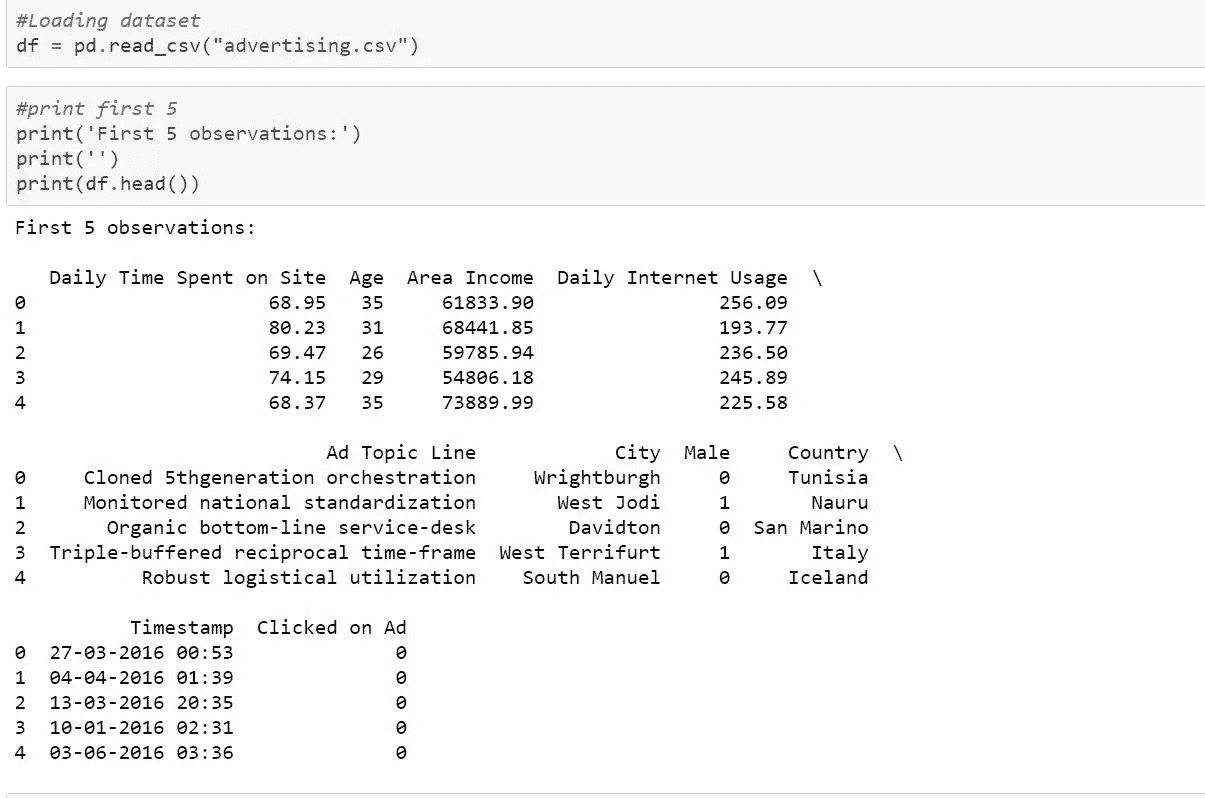 #Loading dataset
df = pd.read_csv("advertising.csv")
#print first 5
print('First 5 observations:')
print('')
print(df.head())
First 5 observations:
Daily Time Spent on Site Age Area Income Daily Internet Usage \
0 68.95 35 61833.90 256.09
1 80.23 31 68441.85 193.77
2 69.47 26 59785.94 236.50
3 74.15 29 54806.18 245.89
4 68.37 35 73889.99 225.58
Ad Topic Line City Male Country \
0 Cloned 5thgeneration orchestration Wrightburgh 0 Tunisia
1 Monitored national standardization West Jodi 1 Nauru
2 Organic bottom-line service-desk Davidton 0 San Marino
3 Triple-buffered reciprocal time-frame West Terrifurt 1 Italy
4 Robust logistical utilization South Manuel 0 Iceland
Timestamp Clicked on Ad
0 27-03-2016 00:53 0
1 04-04-2016 01:39 0
2 13-03-2016 20:35 0
3 10-01-2016 02:31 0
4 03-06-2016 03:36 0